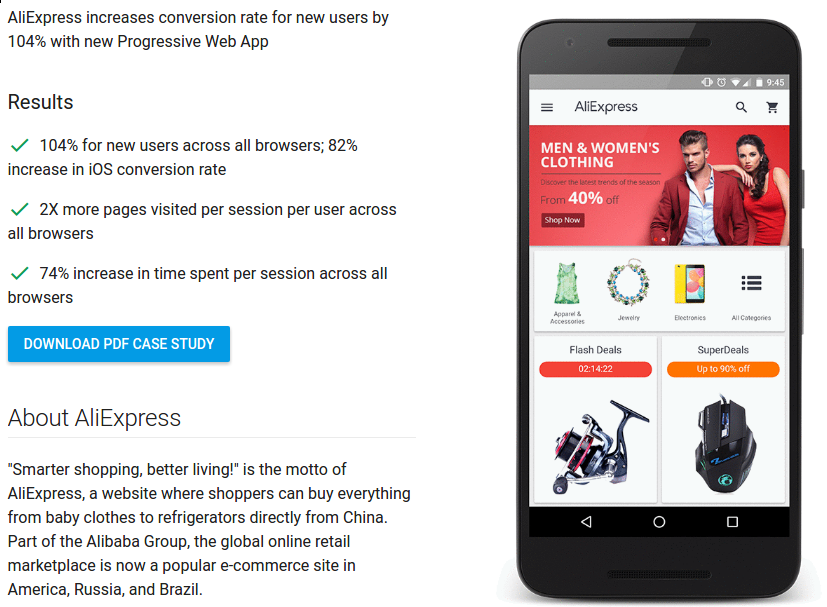 AliExpress increases conversion rate for new users by
104% with new Progressive Web App
Results
104% for new users across all browsers; 82%
increase in iOS conversion rate
2X more pages visited per session per user across
all browsers
74% increase in time spent per session across all
browsers
DOWNLOAD PDF CASE STUDY
About AliExpress
"Smarter shopping, better living!" is the motto of
AliExpress, a website where shoppers can buy everything
from baby clothes to refrigerators directly from China.
Part of the Alibaba Group, the global online retail
marketplace is now a popular e-commerce site in
America, Russia, and Brazil.
9:45
AliExpress
MEN & WOMEN'S
CLOTHING
Discover the latest trends of the season
From 40% off
Shop Now
Apparel &
Accessories
Jewelry
Electronics
All Categories
Flash Deals
02:14:22
SuperDeals
Up to 90% off